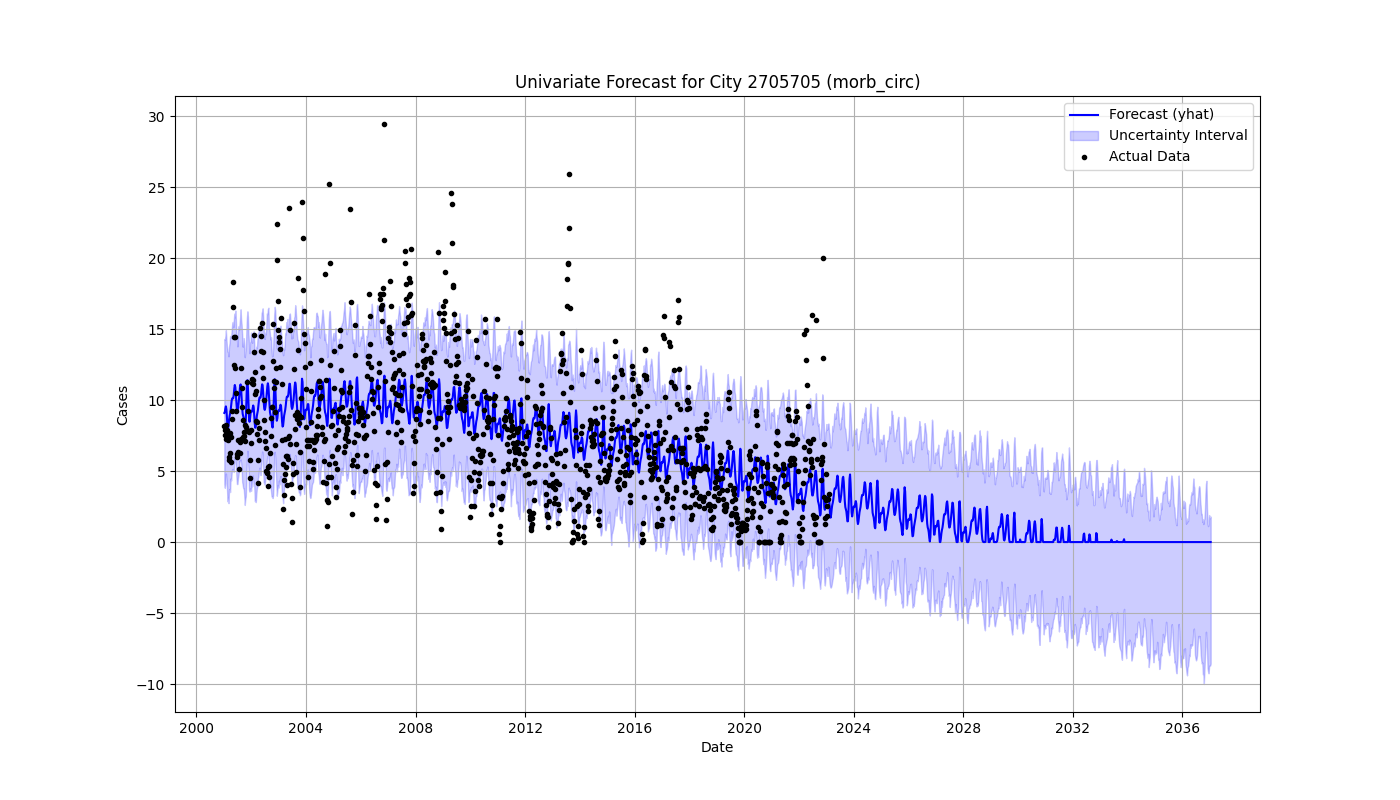 Univariate Forecast for City 2705705 (morb_circ)
Forecast (yhat)
Uncertainty Interval
Actual Data
Cases
30
25
20
15
10
5
0
−5
−10
2000 2004 2008 2012 2016 2020 2024 2028 2032 2036
Date